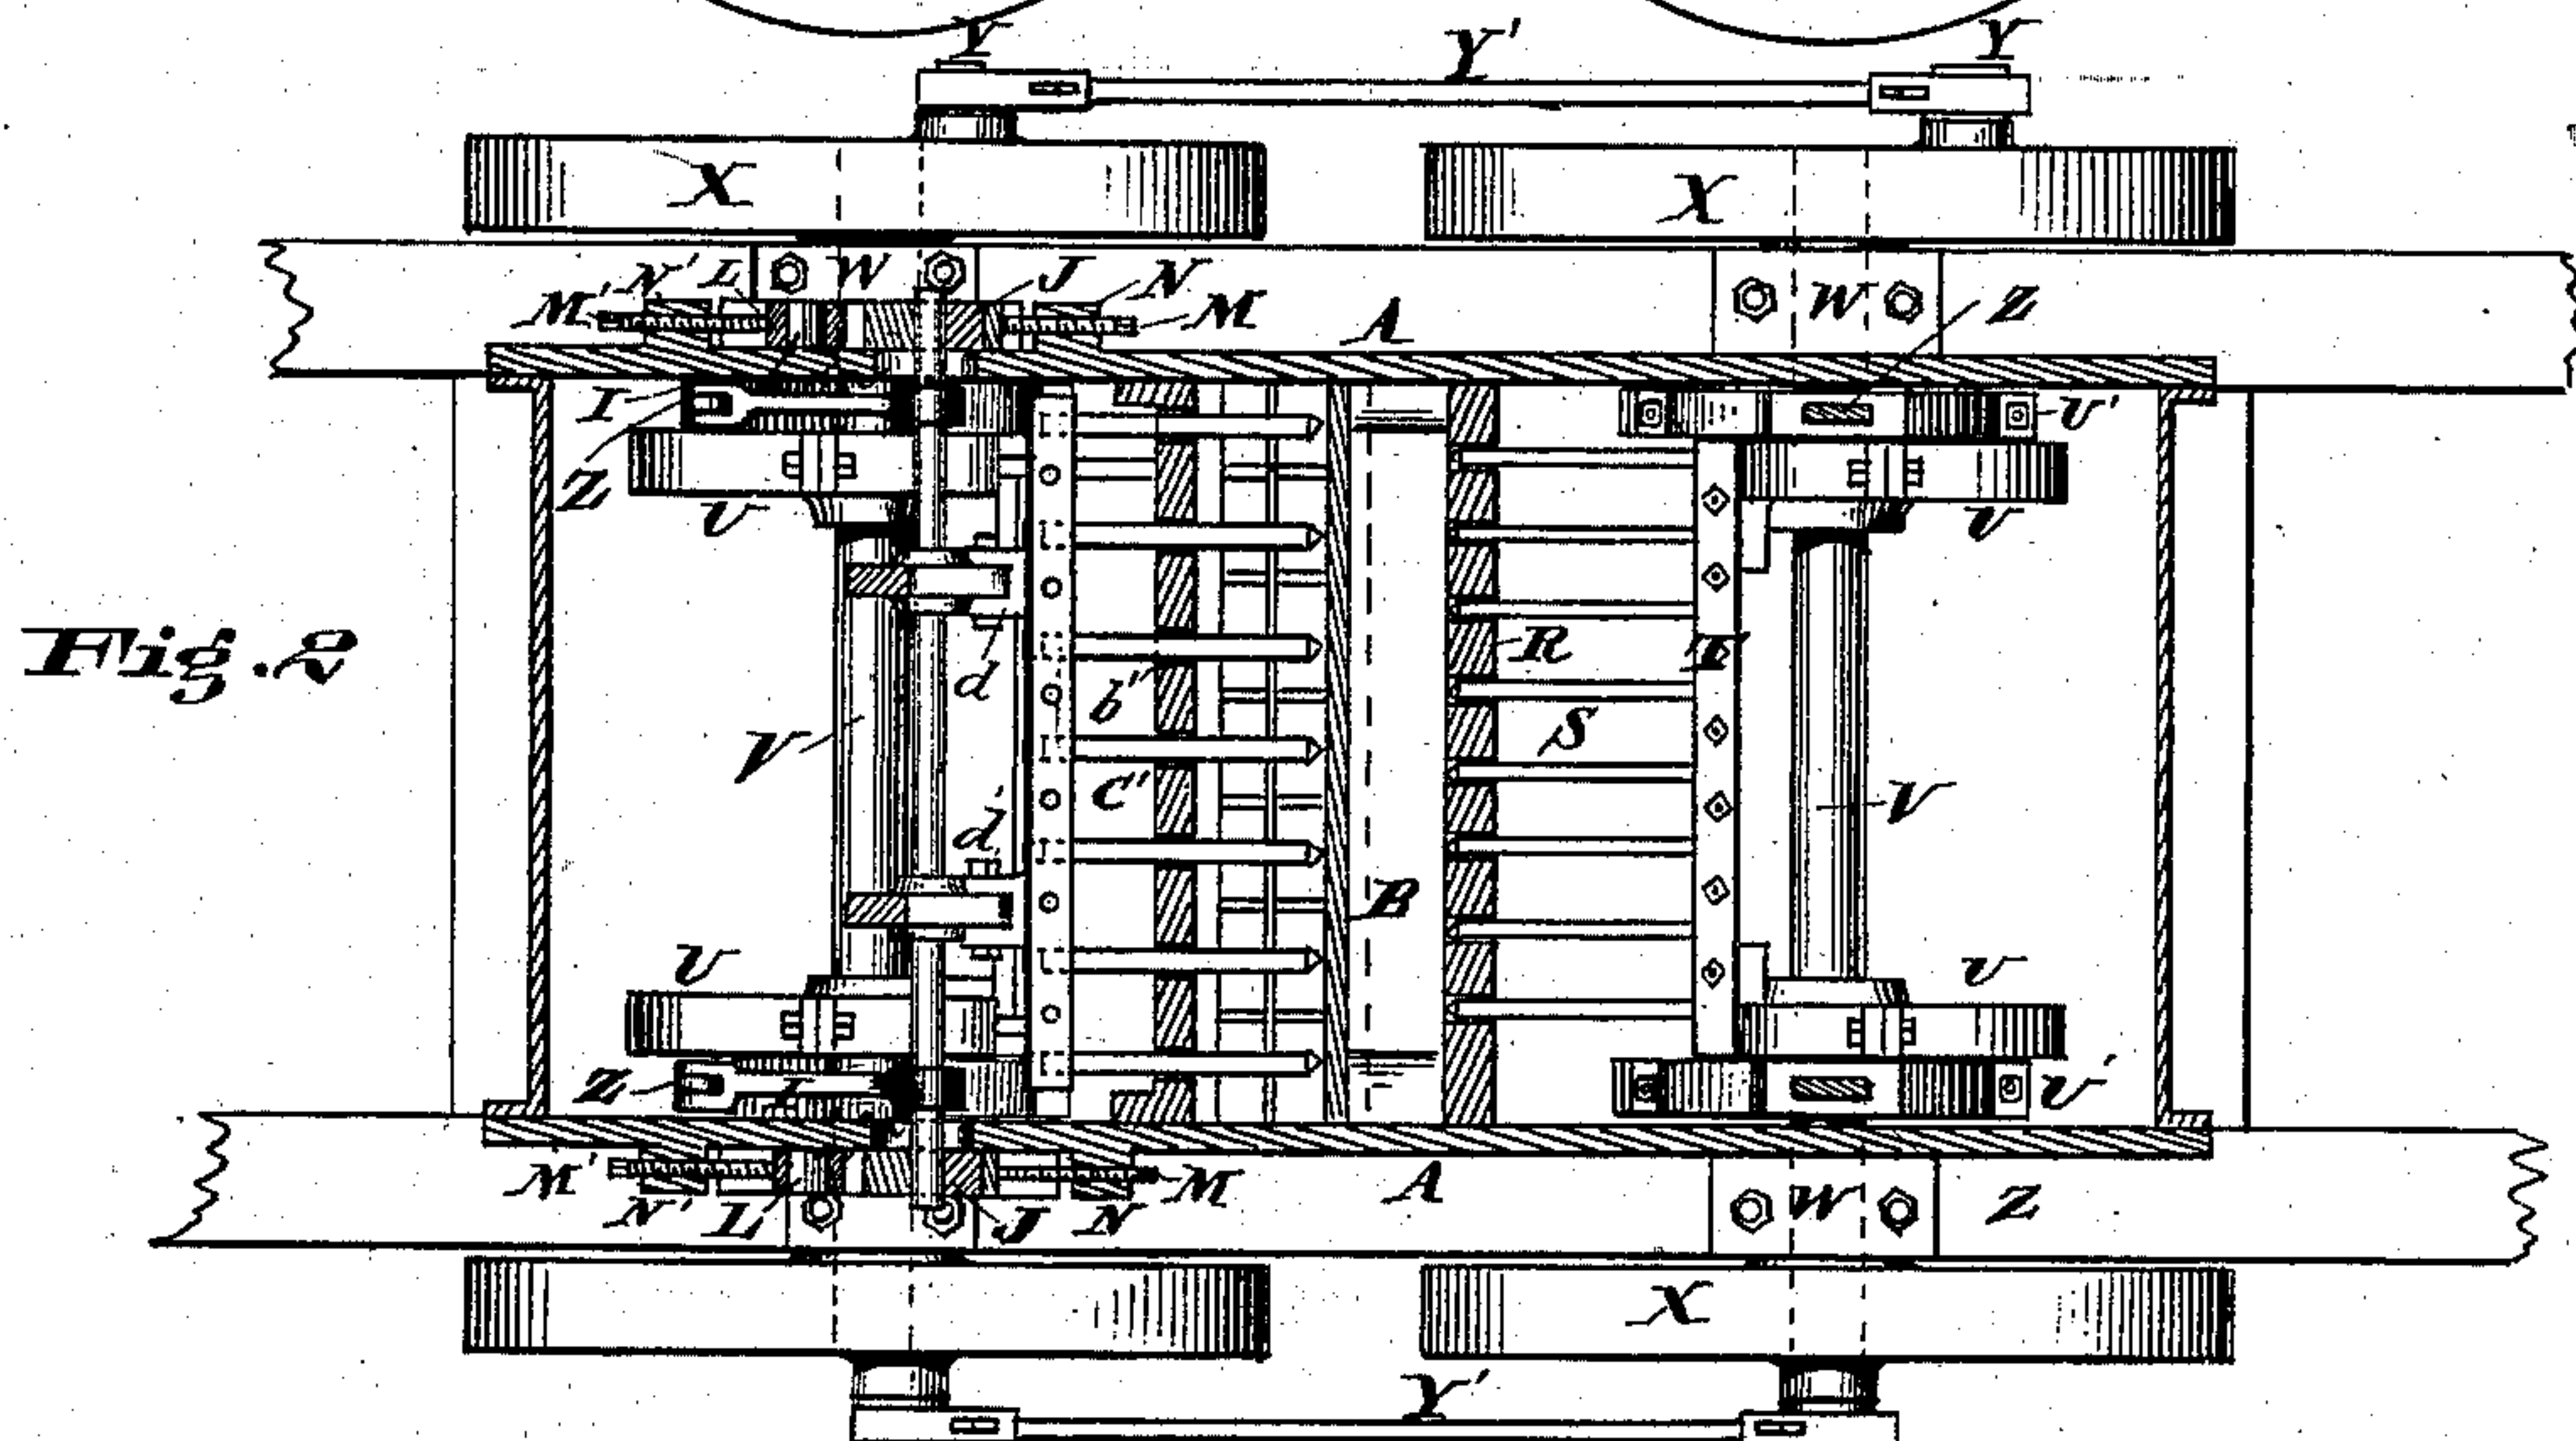 Y Y' Y
X X
N' L W J N
M' M A W Z
I U'
Z
U U
Fig. 2
d b' R T
V C' S
d' V
B
U U
Z I U'
M' N' L J N M A W Z
X
Y'